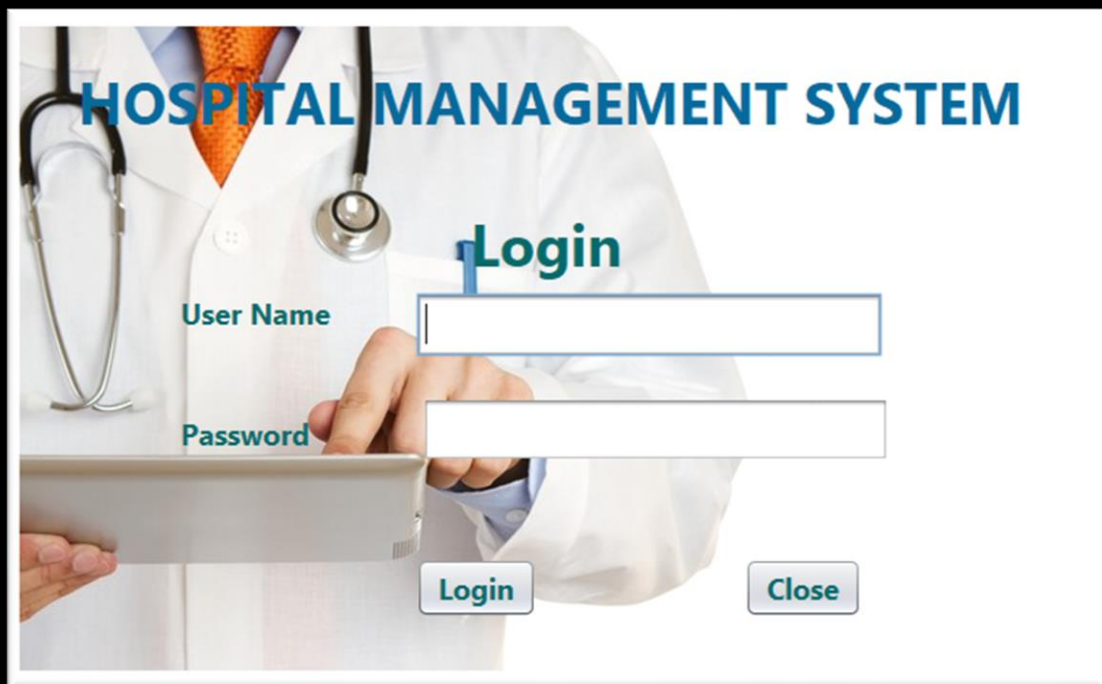 HOSPITAL MANAGEMENT SYSTEM
Login
User Name
Password
Login Close